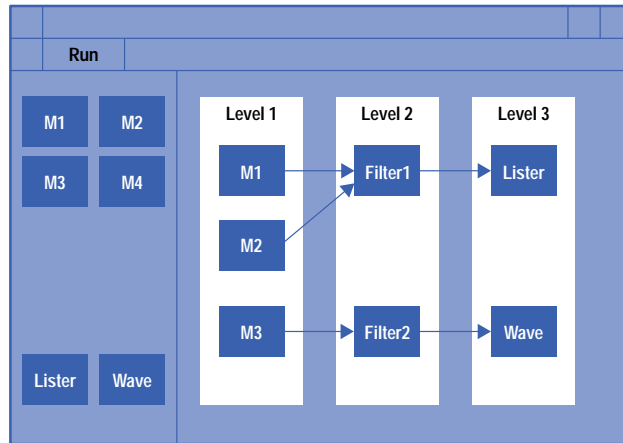 Run
M1 M2
M3 M4
Lister Wave
Level 1 Level 2 Level 3
M1 Filter1 Lister
M2
M3 Filter2 Wave